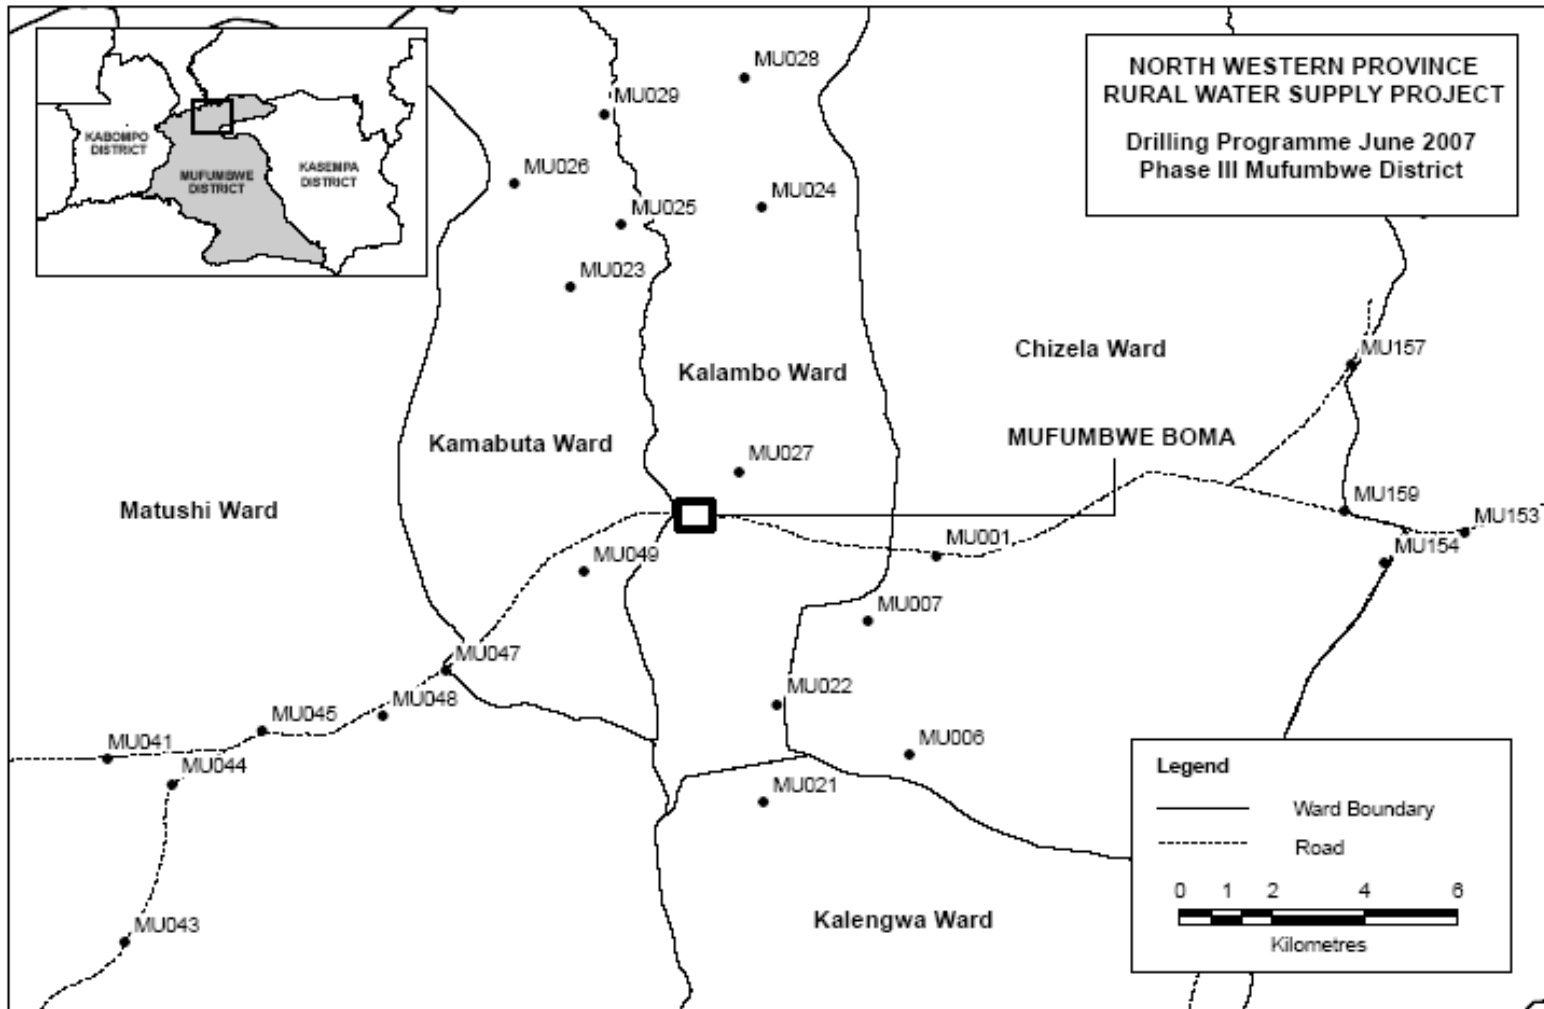 NORTH WESTERN PROVINCE
RURAL WATER SUPPLY PROJECT
Drilling Programme June 2007
Phase III Mufumbwe District
KABOMPO
DISTRICT
MUFUMBWE
DISTRICT
KASEMPA
DISTRICT
MU028
MU029
MU026
MU024
MU025
MU023
Chizela Ward
MU157
Kalambo Ward
Kamabuta Ward
MUFUMBWE BOMA
MU027
Matushi Ward
MU159
MU153
MU001
MU154
MU049
MU007
MU047
MU022
MU048
MU045
MU041
MU006
MU044
MU021
MU043
Kalengwa Ward
Legend
Ward Boundary
Road
0 1 2 4 6
Kilometres